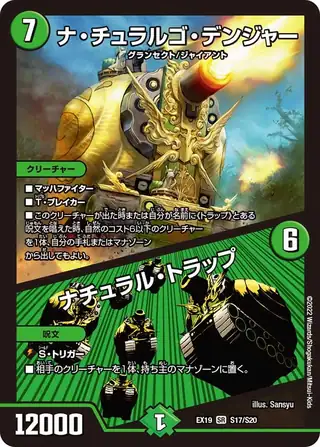 7
ナ・チュラルゴ・デンジャー
グランセクト/ジャイアント
クリーチャー
■マッハファイター
■T・ブレイカー
■このクリーチャーが出た時または自分が名前に《トラップ》とある
呪文を唱えた時、自然のコスト6以下のクリーチャー
を1体、自分の手札またはマナゾーン
から出してもよい。
6
ナチュラル・トラップ
呪文
S・トリガー
■相手のクリーチャーを1体、持ち主のマナゾーンに置く。
©2022 Wizards/Shogakukan/Mitsui-Kids
illus. Sansyu
12000
1
EX19 SR S17/S20